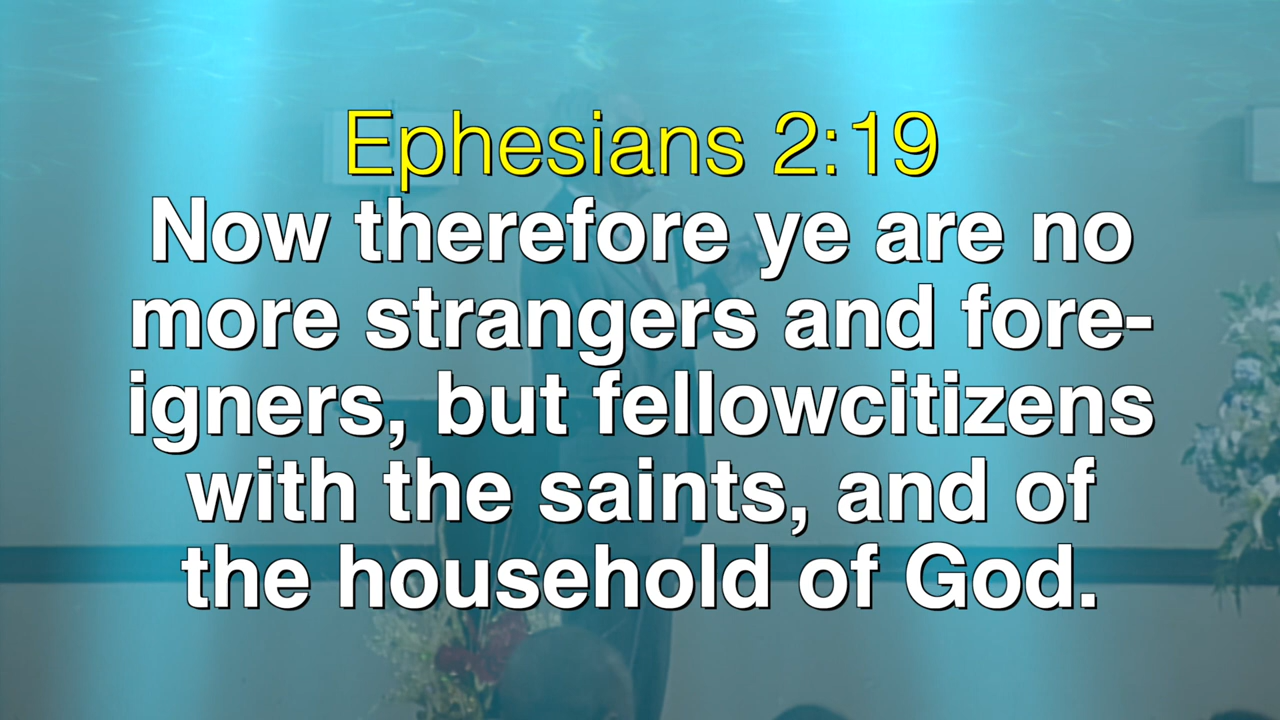 Ephesians 2:19
Now therefore ye are no
more strangers and fore-
igners, but fellowcitizens
with the saints, and of
the household of God.